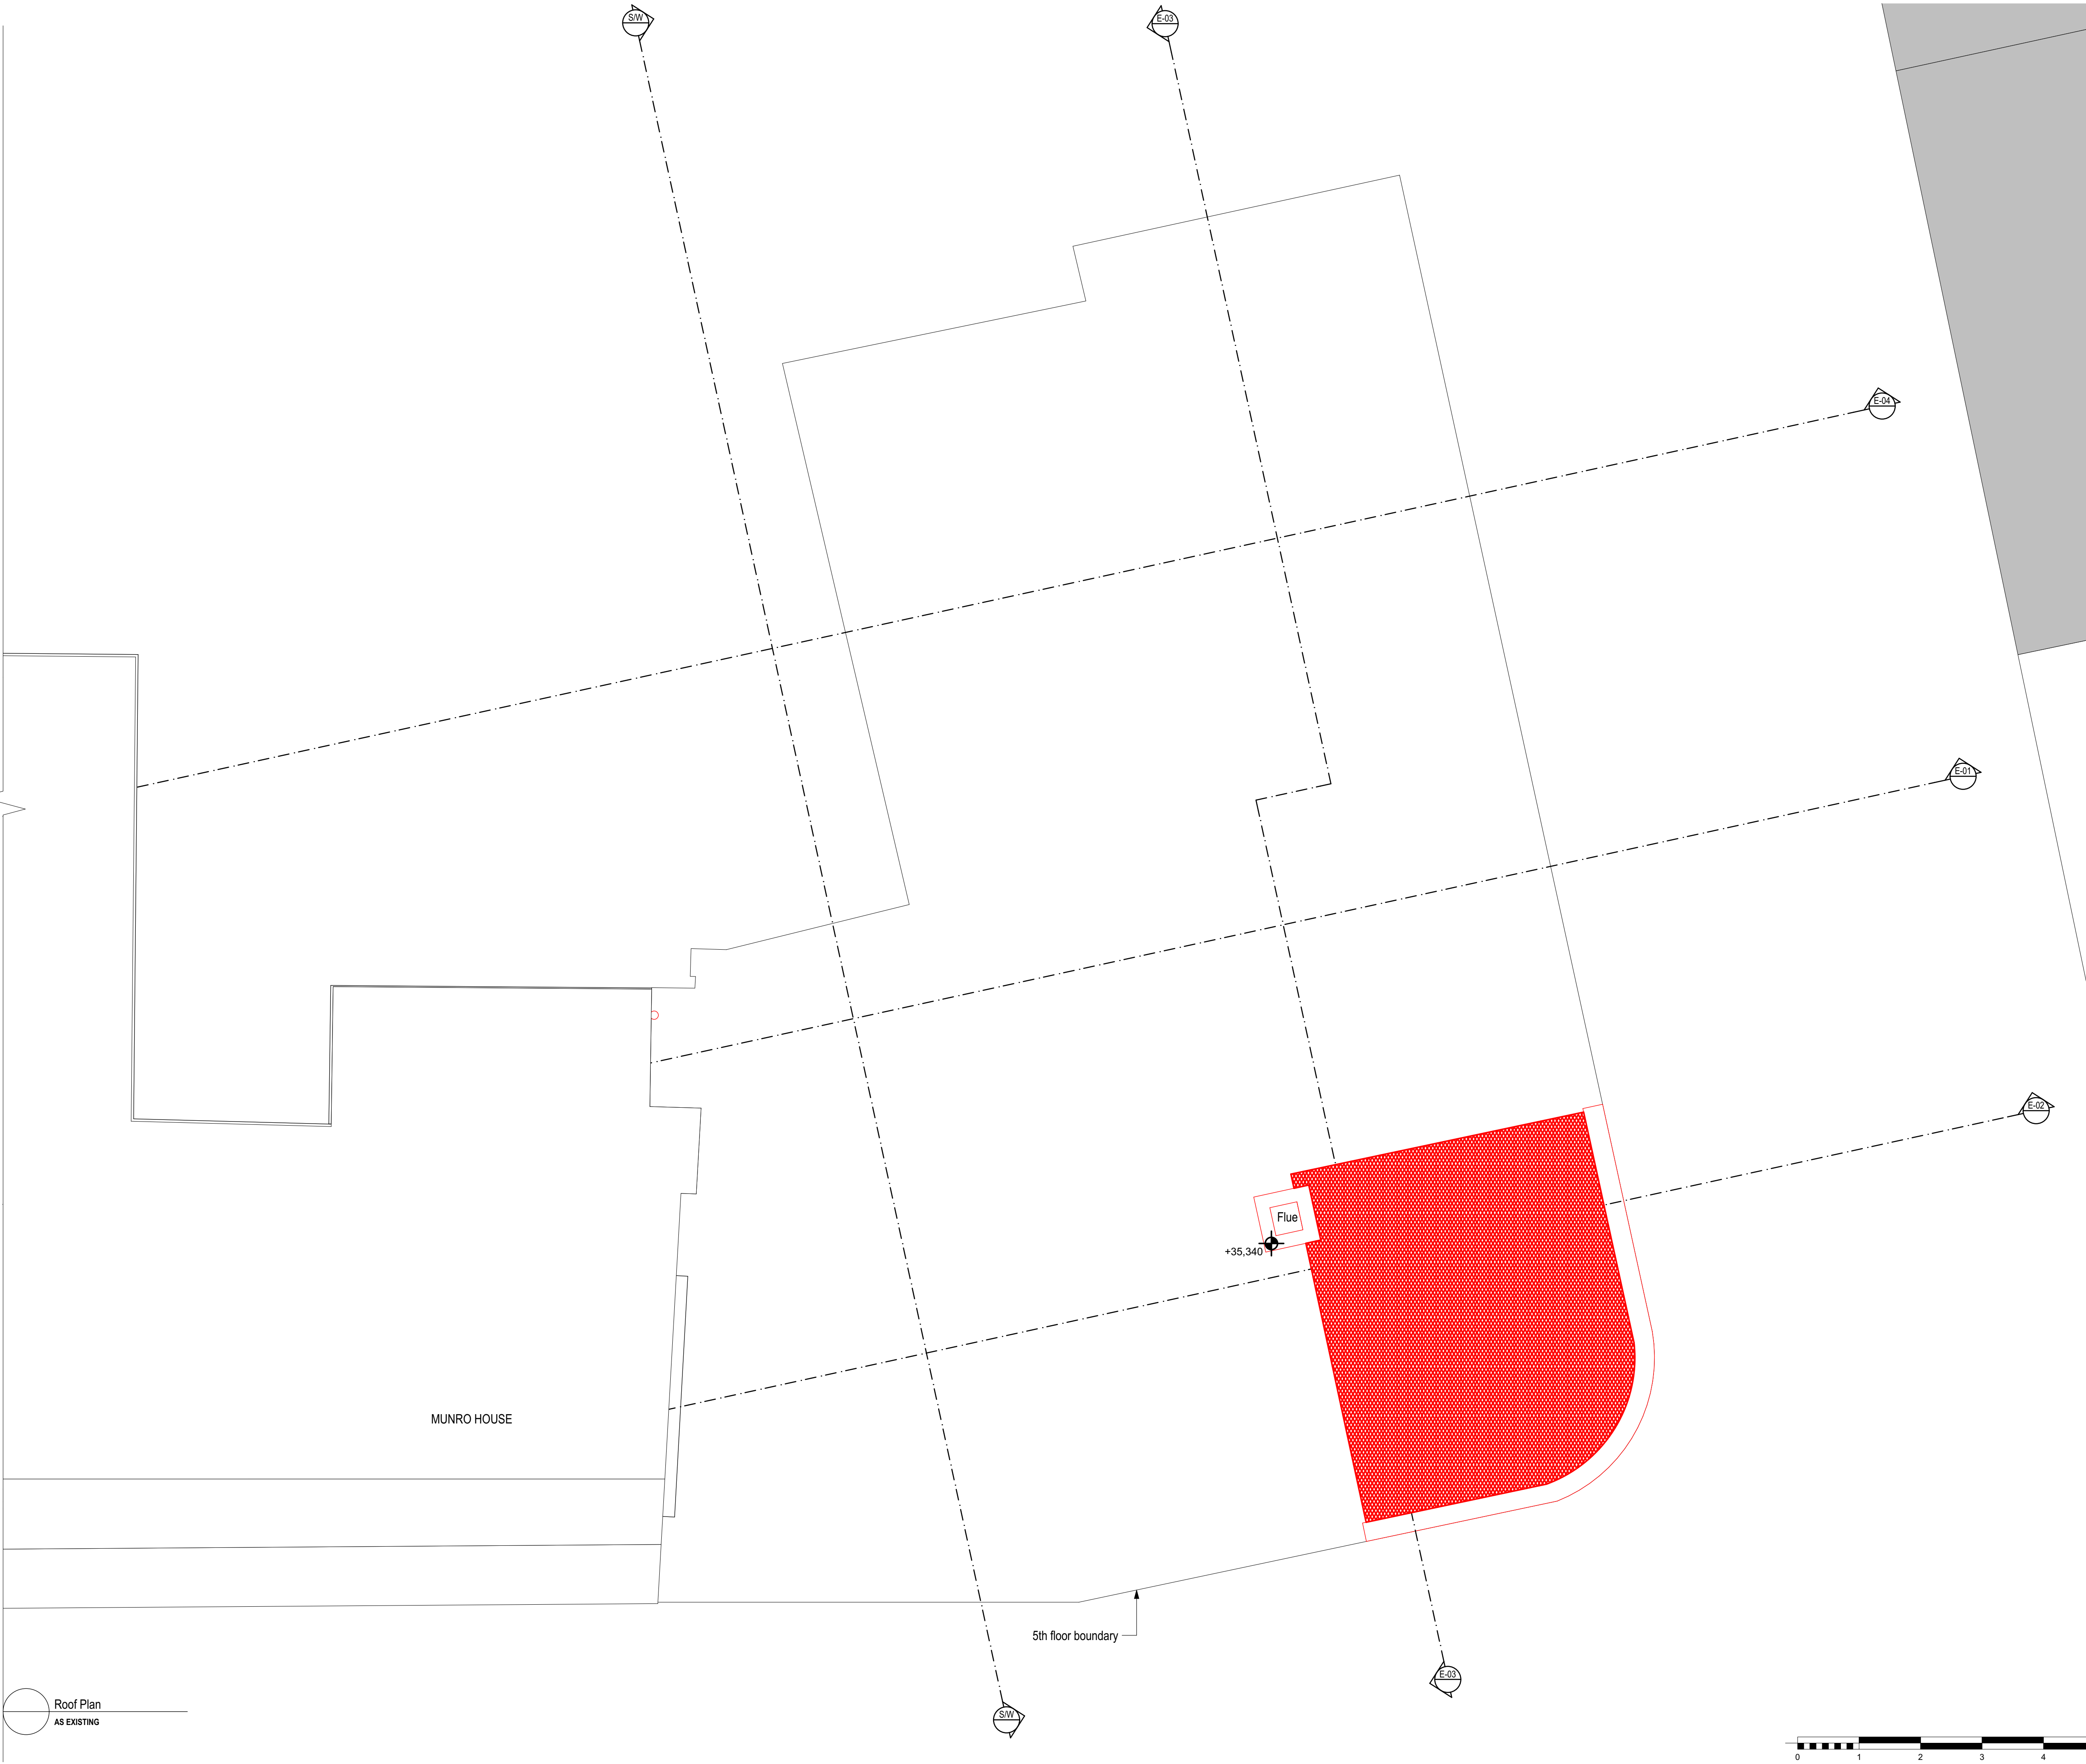 S/W
E-03
E-04
E-01
E-02
Flue
+35,340
MUNRO HOUSE
5th floor boundary
E-03
Roof Plan
AS EXISTING
S/W
0 1 2 3 4